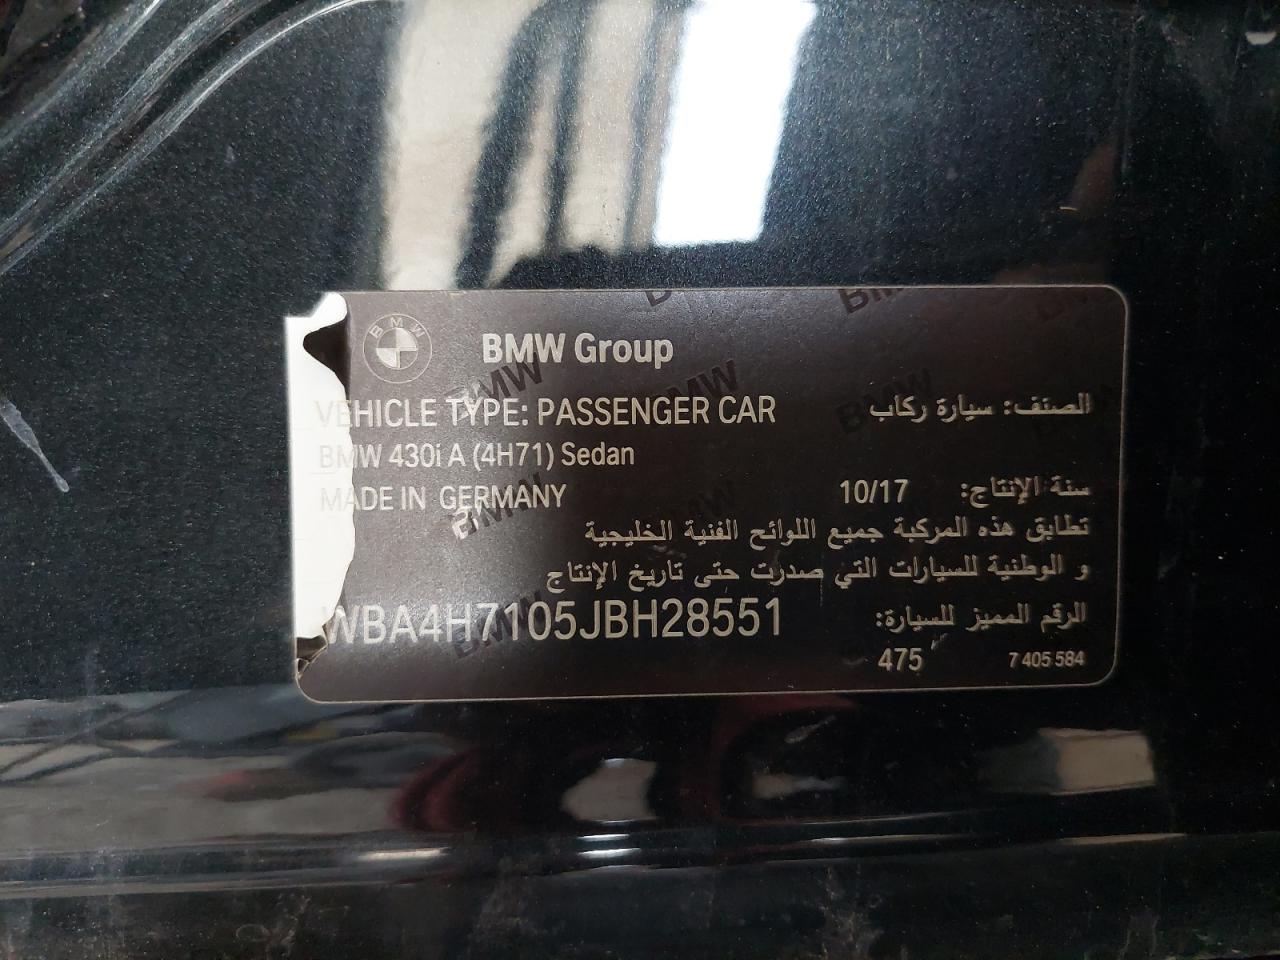 BMW
BMW Group
VEHICLE TYPE: PASSENGER CAR
الصنف: سيارة ركاب
BMW 430i A (4H71) Sedan
MADE IN GERMANY
سنة الإنتاج: 10/17
تطابق هذه المركبة جميع اللوائح الفنية الخليجية
و الوطنية للسيارات التي صدرت حتى تاريخ الإنتاج
WBA4H7105JBH28551
الرقم المميز للسيارة:
475
7 405 584